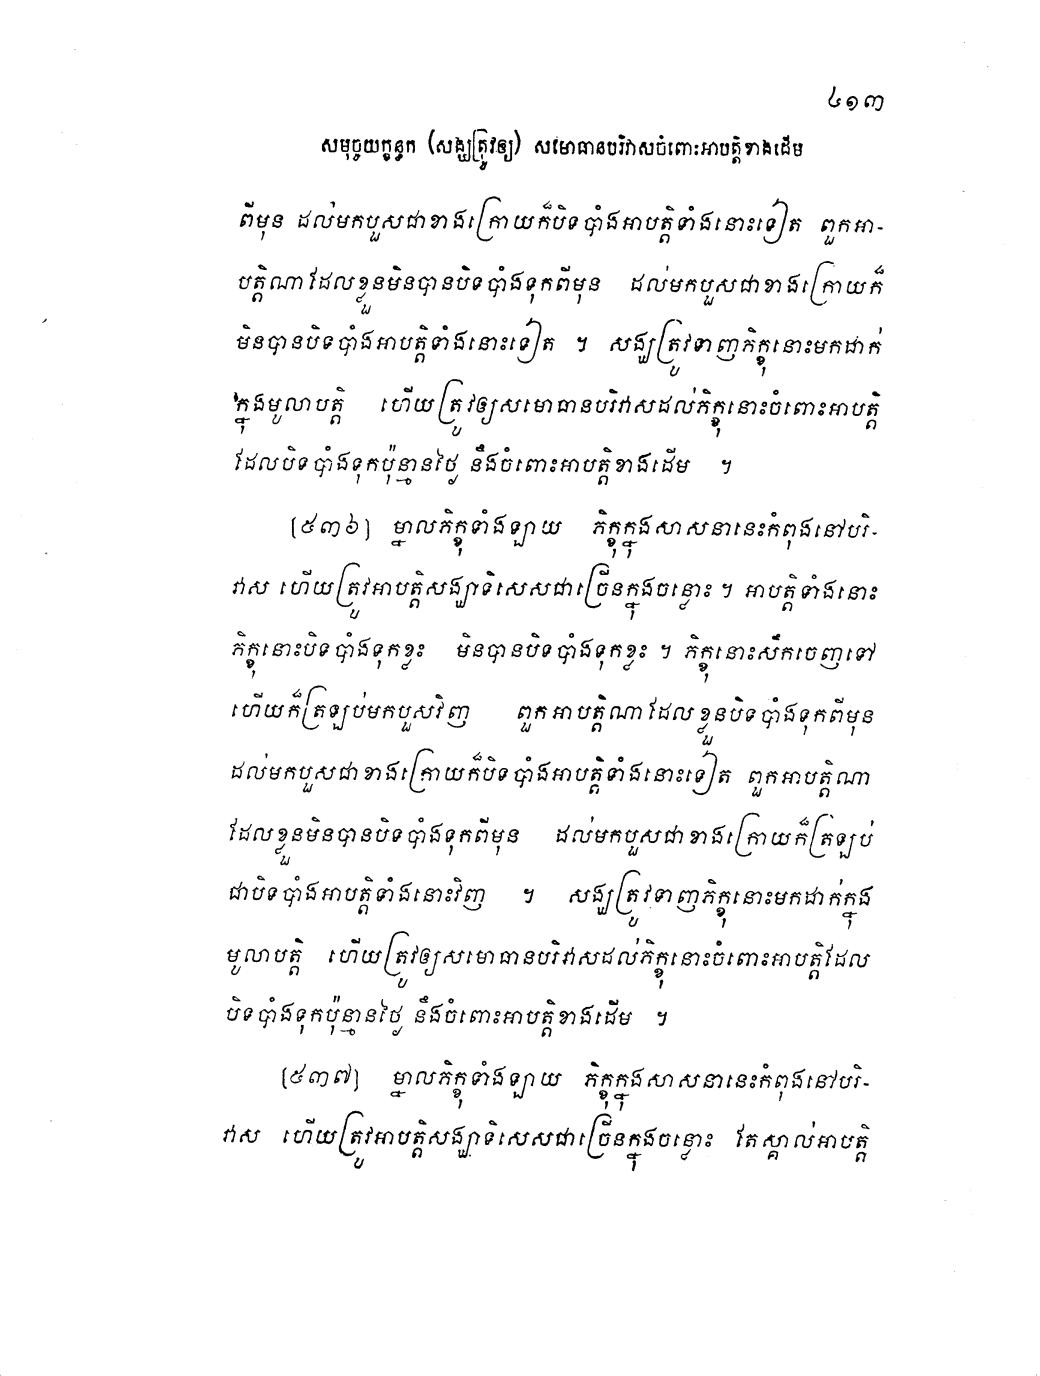 ៤១៣
សមុច្ចយក្ខន្ធក (សង្ឃត្រូវឲ្យ) សមោធានបរិវាសចំពោះអាបត្តិខាងដើម
ពីមុន ដល់មកបួសជាខាងក្រោយក៏បិទបាំងអាបត្តិទាំងនោះទៀត ពួកអា-
បត្តិណាដែលខ្លួនមិនបានបិទបាំងទុកពីមុន ដល់មកបួសជាខាងក្រោយក៏
មិនបានបិទបាំងអាបត្តិទាំងនោះទៀត ។ សង្ឃត្រូវទាញភិក្ខុនោះមកដាក់
ក្នុងមូលាបត្តិ ហើយត្រូវឲ្យសមោធានបរិវាសដល់ភិក្ខុនោះចំពោះអាបត្តិ
ដែលបិទបាំងទុកប៉ុន្មានថ្ងៃ នឹងចំពោះអាបត្តិខាងដើម ។
[៥៣៦] ម្នាលភិក្ខុទាំងឡាយ ភិក្ខុក្នុងសាសនានេះកំពុងនៅបរិ-
វាស ហើយត្រូវអាបត្តិសង្ឃាទិសេសជាច្រើនក្នុងចន្លោះ ។ អាបត្តិទាំងនោះ
ភិក្ខុនោះបិទបាំងទុកខ្លះ មិនបានបិទបាំងទុកខ្លះ ។ ភិក្ខុនោះសឹកចេញទៅ
ហើយក៏ត្រឡប់មកបួសវិញ ពួកអាបត្តិណាដែលខ្លួនបិទបាំងទុកពីមុន
ដល់មកបួសជាខាងក្រោយក៏បិទបាំងអាបត្តិទាំងនោះទៀត ពួកអាបត្តិណា
ដែលខ្លួនមិនបានបិទបាំងទុកពីមុន ដល់មកបួសជាខាងក្រោយក៏ត្រឡប់
ជាបិទបាំងអាបត្តិទាំងនោះវិញ ។ សង្ឃត្រូវទាញភិក្ខុនោះមកដាក់ក្នុង
មូលាបត្តិ ហើយត្រូវឲ្យសមោធានបរិវាសដល់ភិក្ខុនោះចំពោះអាបត្តិដែល
បិទបាំងទុកប៉ុន្មានថ្ងៃ នឹងចំពោះអាបត្តិខាងដើម ។
[៥៣៧] ម្នាលភិក្ខុទាំងឡាយ ភិក្ខុក្នុងសាសនានេះកំពុងនៅបរិ-
វាស ហើយត្រូវអាបត្តិសង្ឃាទិសេសជាច្រើនក្នុងចន្លោះ តែស្គាល់អាបត្តិ